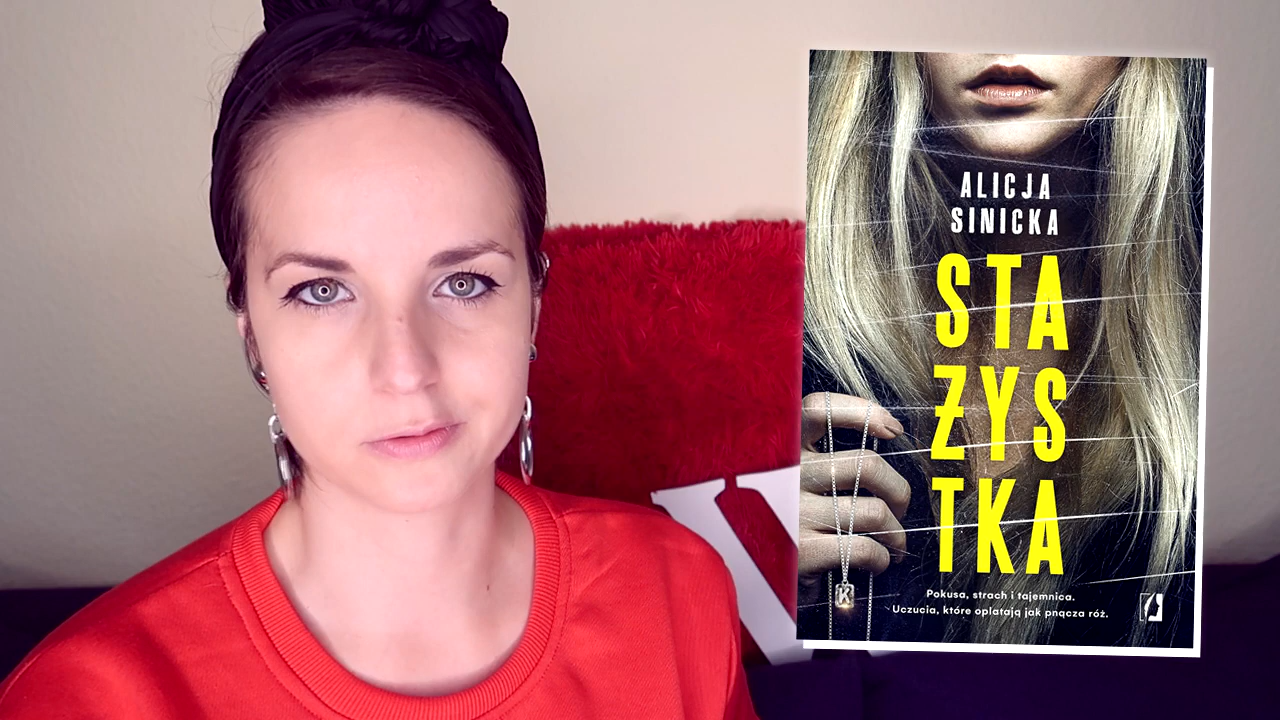 ALICJA
SINICKA
STA
ŻYS
TKA
K
Pokusa, strach i tajemnica.
Uczucia, które oplatają jak pnącza róż.